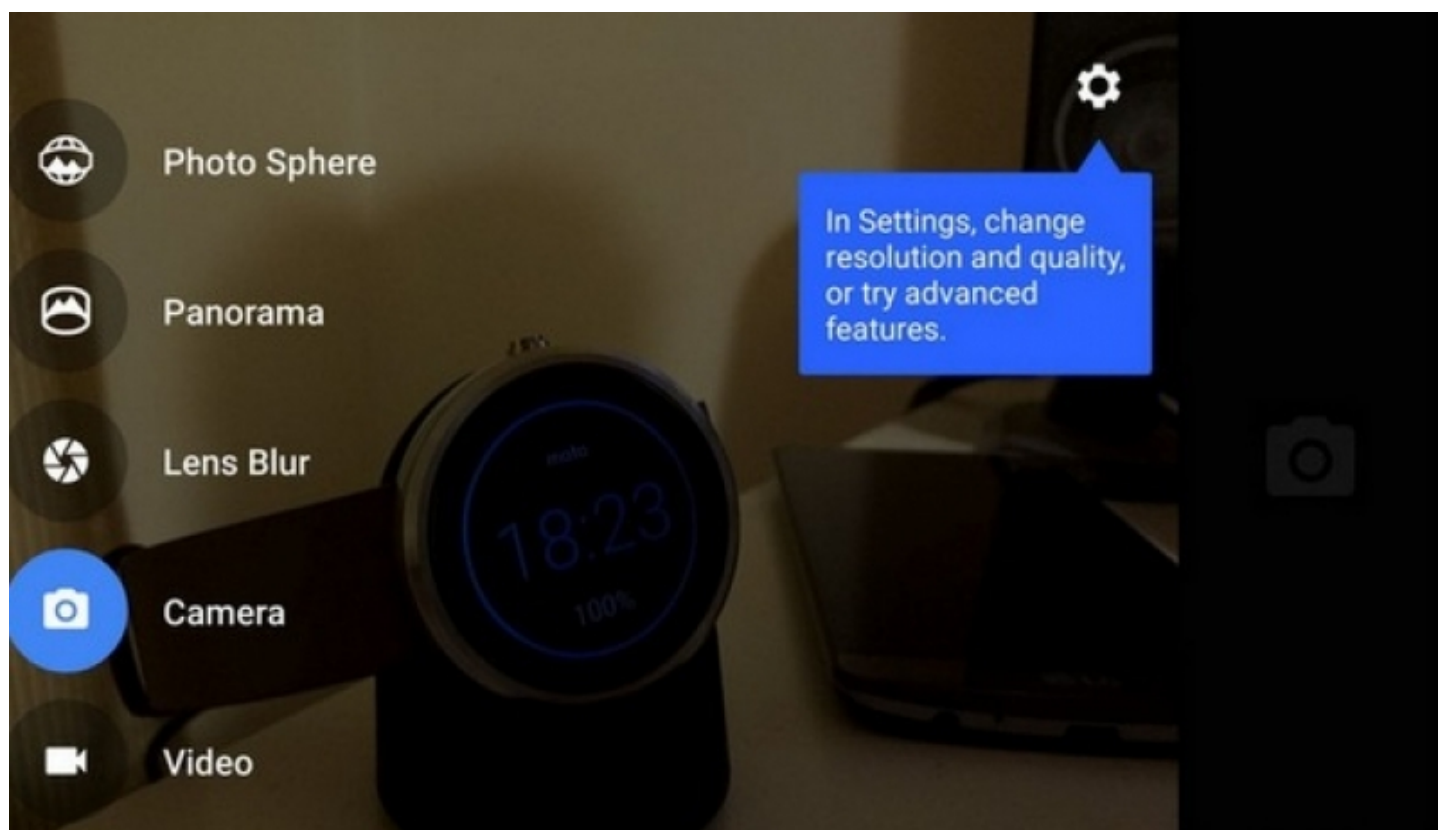 Photo Sphere
In Settings, change
resolution and quality,
or try advanced
features.
Panorama
Lens Blur
moto
18:23
100%
Camera
Video